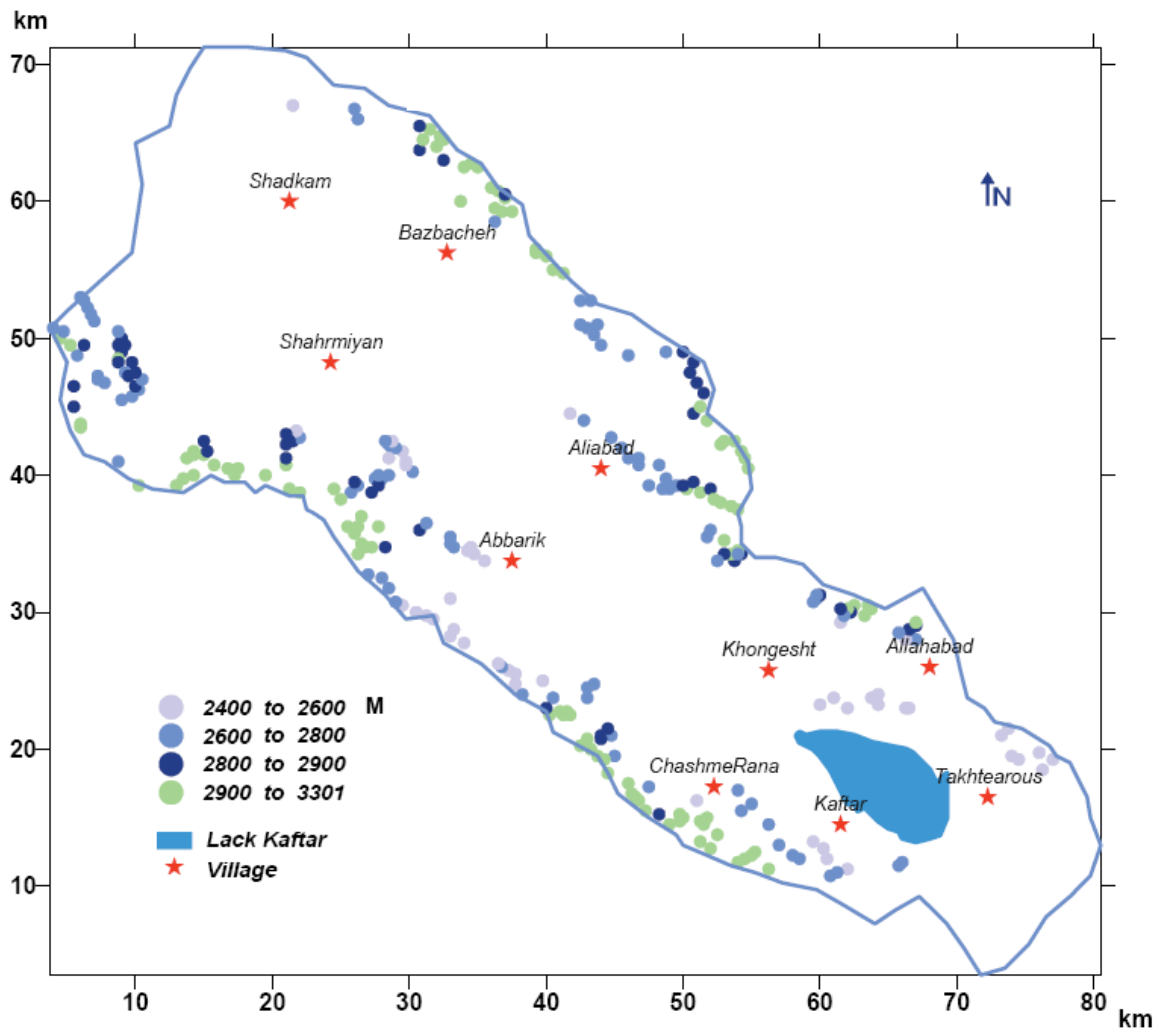 km
70
60
50
40
30
20
10
N
Shadkam
Bazbacheh
Shahrmiyan
Aliabad
Abbarik
Khongesht
Allahabad
ChashmeRana
Takhtearous
Kaftar
2400 to 2600 M
2600 to 2800
2800 to 2900
2900 to 3301
Lack Kaftar
Village
10 20 30 40 50 60 70 80
km